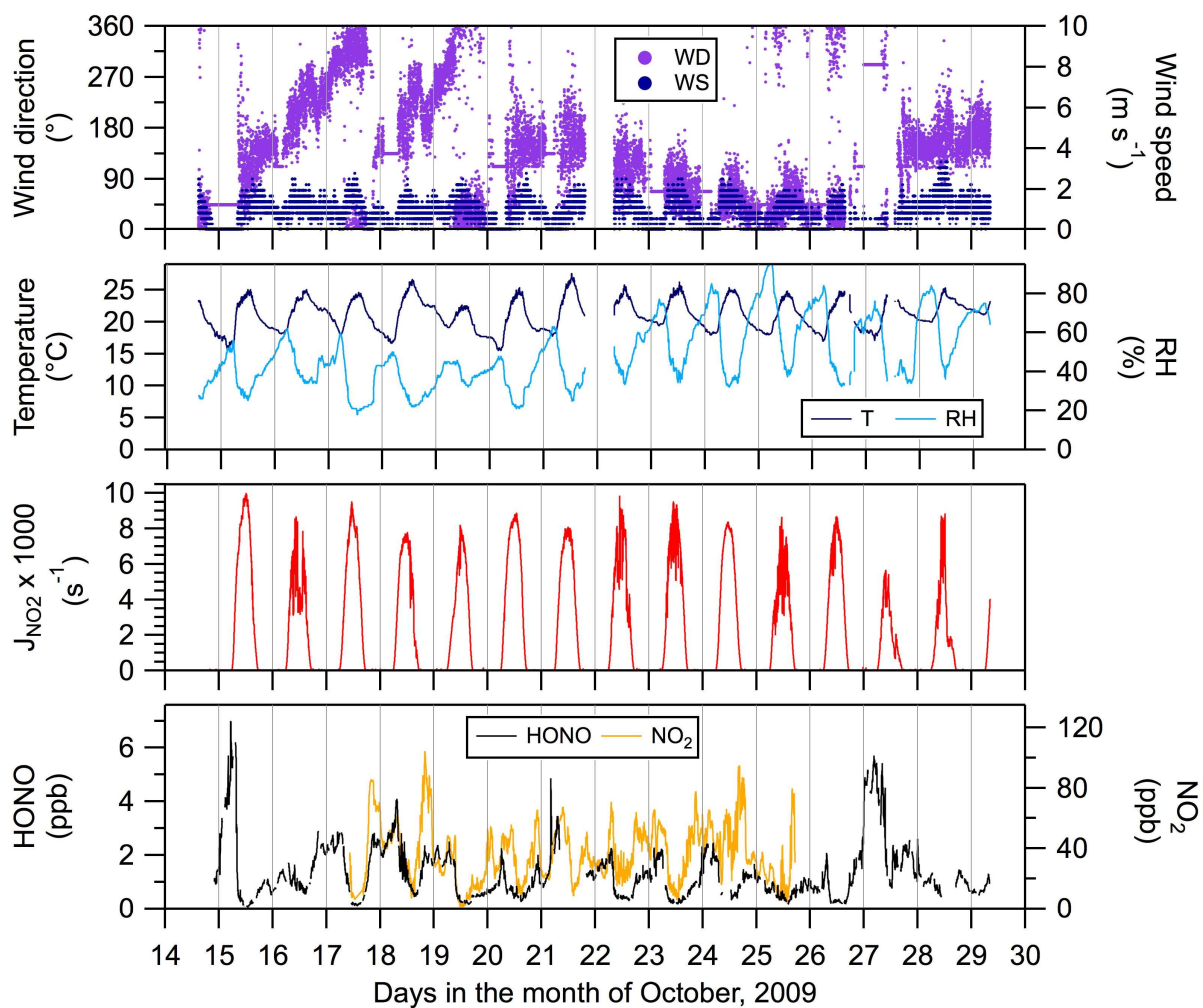 360
270
180
90
0
Wind direction
(°)
WD
WS
10
8
6
4
2
0
Wind speed
(m s⁻¹)
25
20
15
10
5
0
Temperature
(°C)
T RH
80
60
40
20
0
RH
(%)
10
8
6
4
2
0
J_NO2 x 1000
(s⁻¹)
6
4
2
0
HONO
(ppb)
HONO NO₂
120
80
40
0
NO₂
(ppb)
14 15 16 17 18 19 20 21 22 23 24 25 26 27 28 29 30
Days in the month of October, 2009